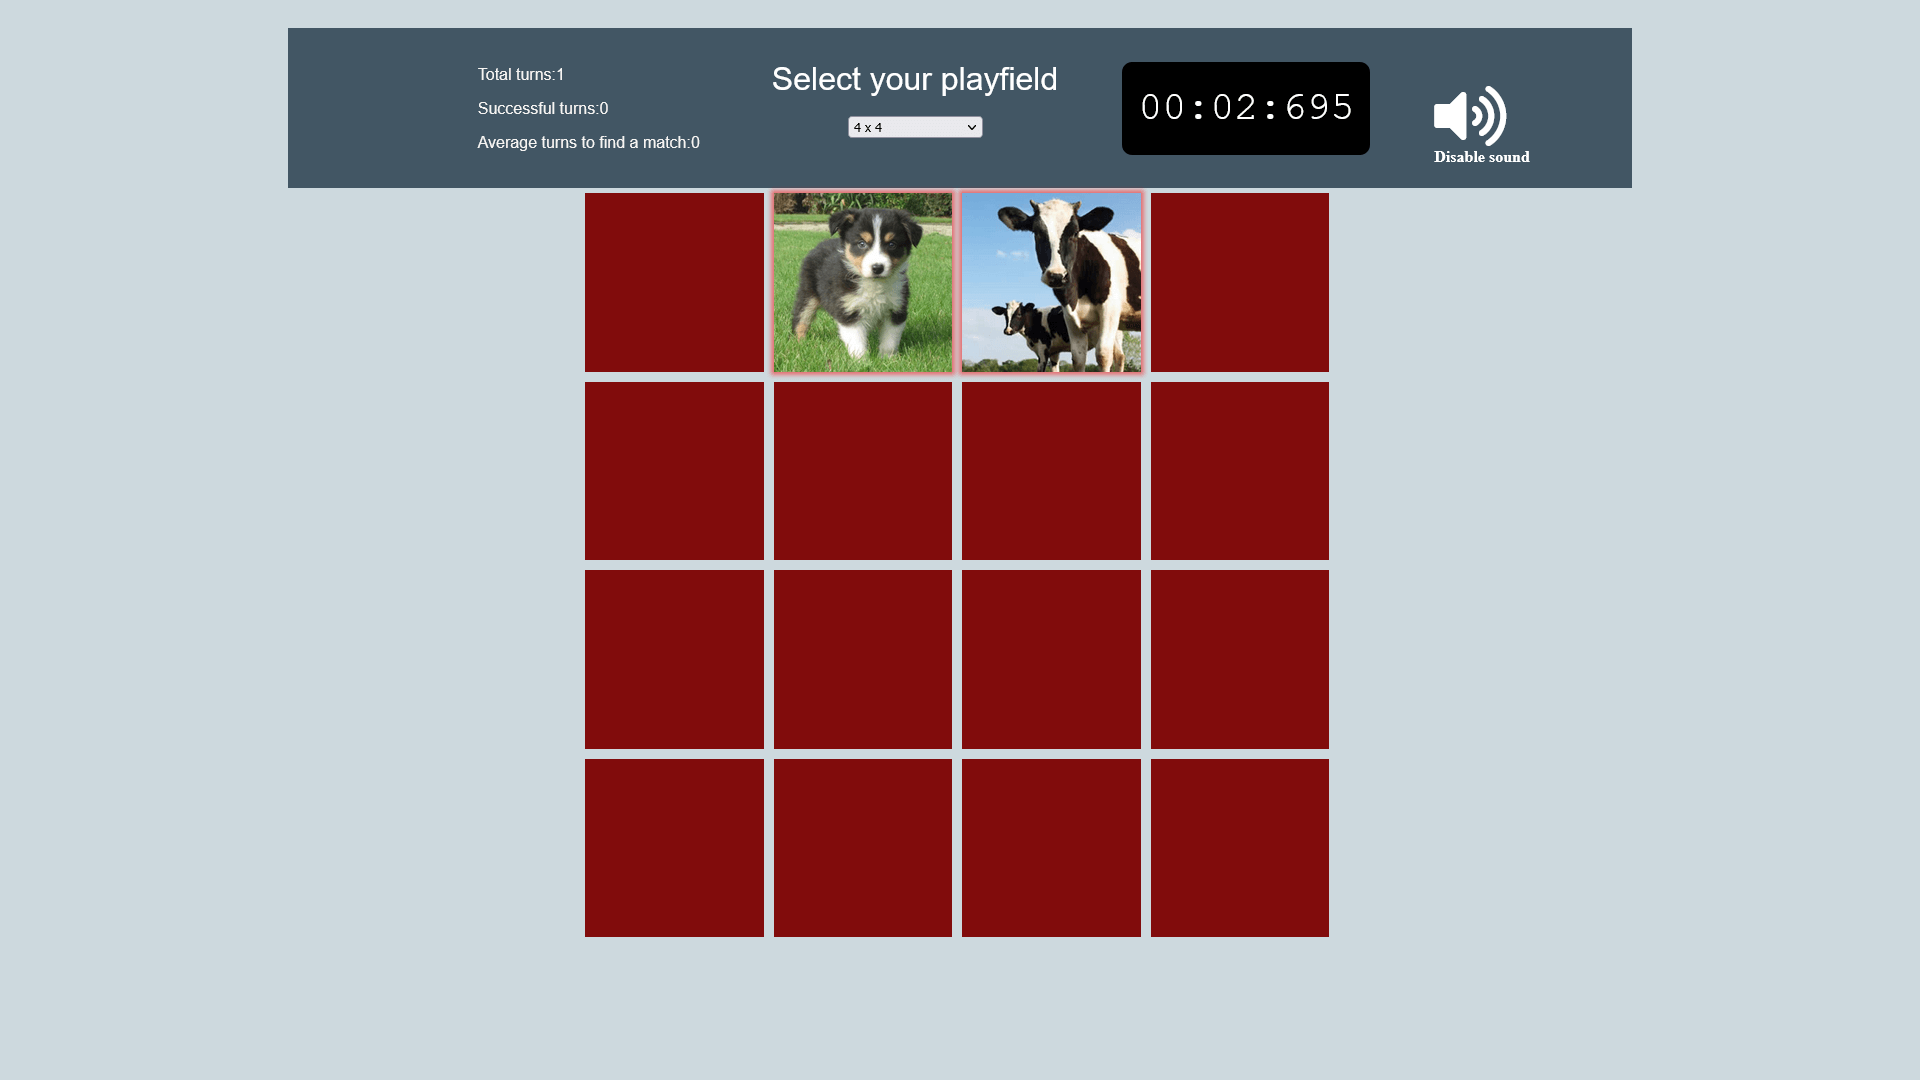 Total turns:1
Successful turns:0
Average turns to find a match:0
Select your playfield
4 x 4
00:02:695
Disable sound